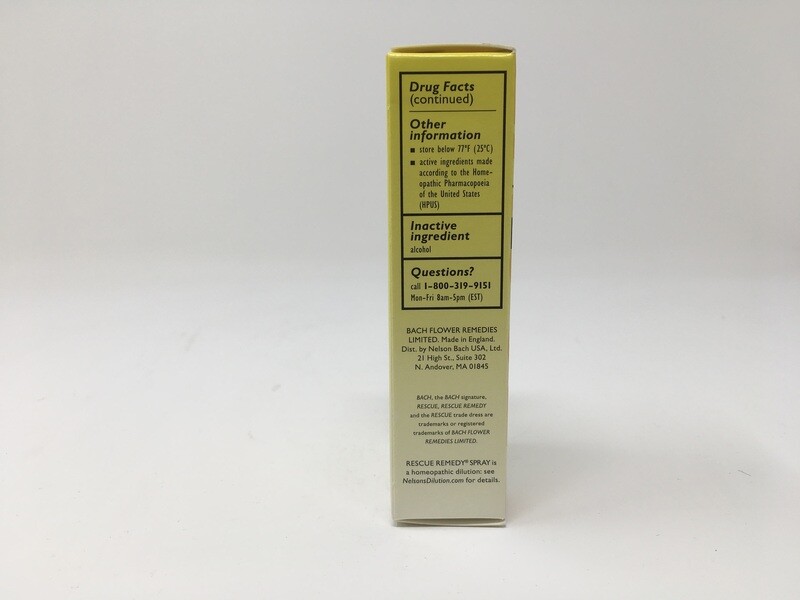 Drug Facts
(continued)
Other
information
■ store below 77°F (25°C)
■ active ingredients made
according to the Home-
opathic Pharmacopoeia
of the United States
(HPUS)
Inactive
ingredient
alcohol
Questions?
call 1-800-319-9151
Mon-Fri 8am-5pm (EST)
BACH FLOWER REMEDIES
LIMITED. Made in England.
Dist. by Nelson Bach USA, Ltd.
21 High St., Suite 302
N. Andover, MA 01845
BACH, the BACH signature,
RESCUE, RESCUE REMEDY
and the RESCUE trade dress are
trademarks or registered
trademarks of BACH FLOWER
REMEDIES LIMITED.
RESCUE REMEDY® SPRAY is
a homeopathic dilution: see
NelsonsDilution.com for details.